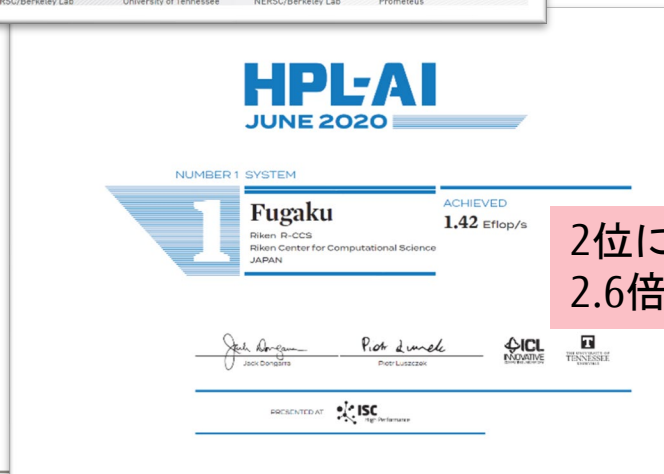 RSC/Berkeley Lab University of Tennessee NERSC/Berkeley Lab Prometeus
HPL-AI
JUNE 2020
NUMBER 1 SYSTEM
1
Fugaku
Riken R-CCS
Riken Center for Computational Science
JAPAN
ACHIEVED
1.42 Eflop/s
2位に
2.6倍
Jack Dongarra
Piotr Luszczek
ICL
INNOVATIVE
T
THE UNIVERSITY OF
TENNESSEE
PRESENTED AT
ISC
High Performance